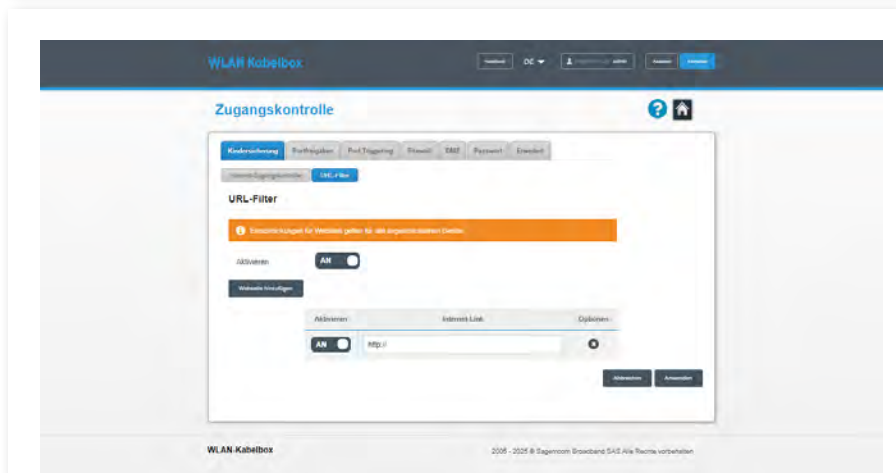 WLAN Kabelbox
DE
admin
Zugangskontrolle
Kindersicherung Portfreigaben Port Triggering Firewall DMZ Passwort Erweitert
URL-Filter
URL-Filter
Einschränkungen für Websites gelten für alle angeschlossenen Geräte.
Aktivieren AN
Webseite hinzufügen
Aktivieren Internet-Link Optionen
AN http://
Abbrechen Anwenden
WLAN-Kabelbox 2005 - 2025 © Sagemcom Broadband SAS Alle Rechte vorbehalten